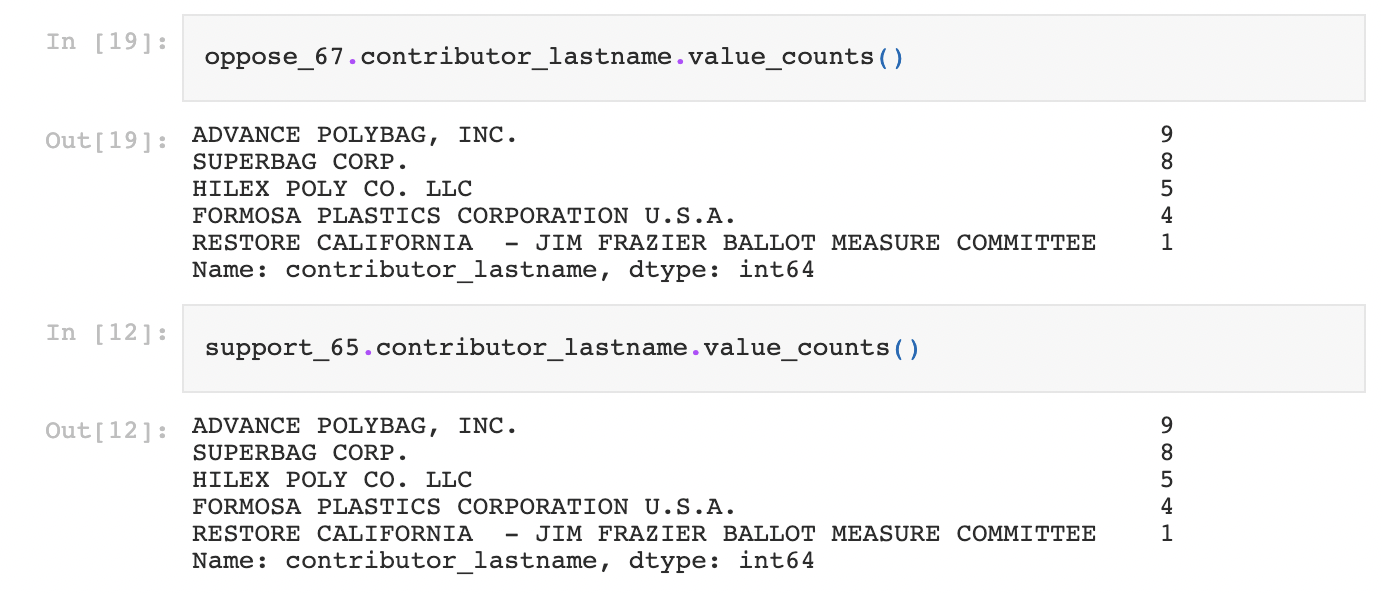 In [19]: oppose_67.contributor_lastname.value_counts()
Out[19]: ADVANCE POLYBAG, INC. 9
SUPERBAG CORP. 8
HILEX POLY CO. LLC 5
FORMOSA PLASTICS CORPORATION U.S.A. 4
RESTORE CALIFORNIA  - JIM FRAZIER BALLOT MEASURE COMMITTEE 1
Name: contributor_lastname, dtype: int64
In [12]: support_65.contributor_lastname.value_counts()
Out[12]: ADVANCE POLYBAG, INC. 9
SUPERBAG CORP. 8
HILEX POLY CO. LLC 5
FORMOSA PLASTICS CORPORATION U.S.A. 4
RESTORE CALIFORNIA  - JIM FRAZIER BALLOT MEASURE COMMITTEE 1
Name: contributor_lastname, dtype: int64